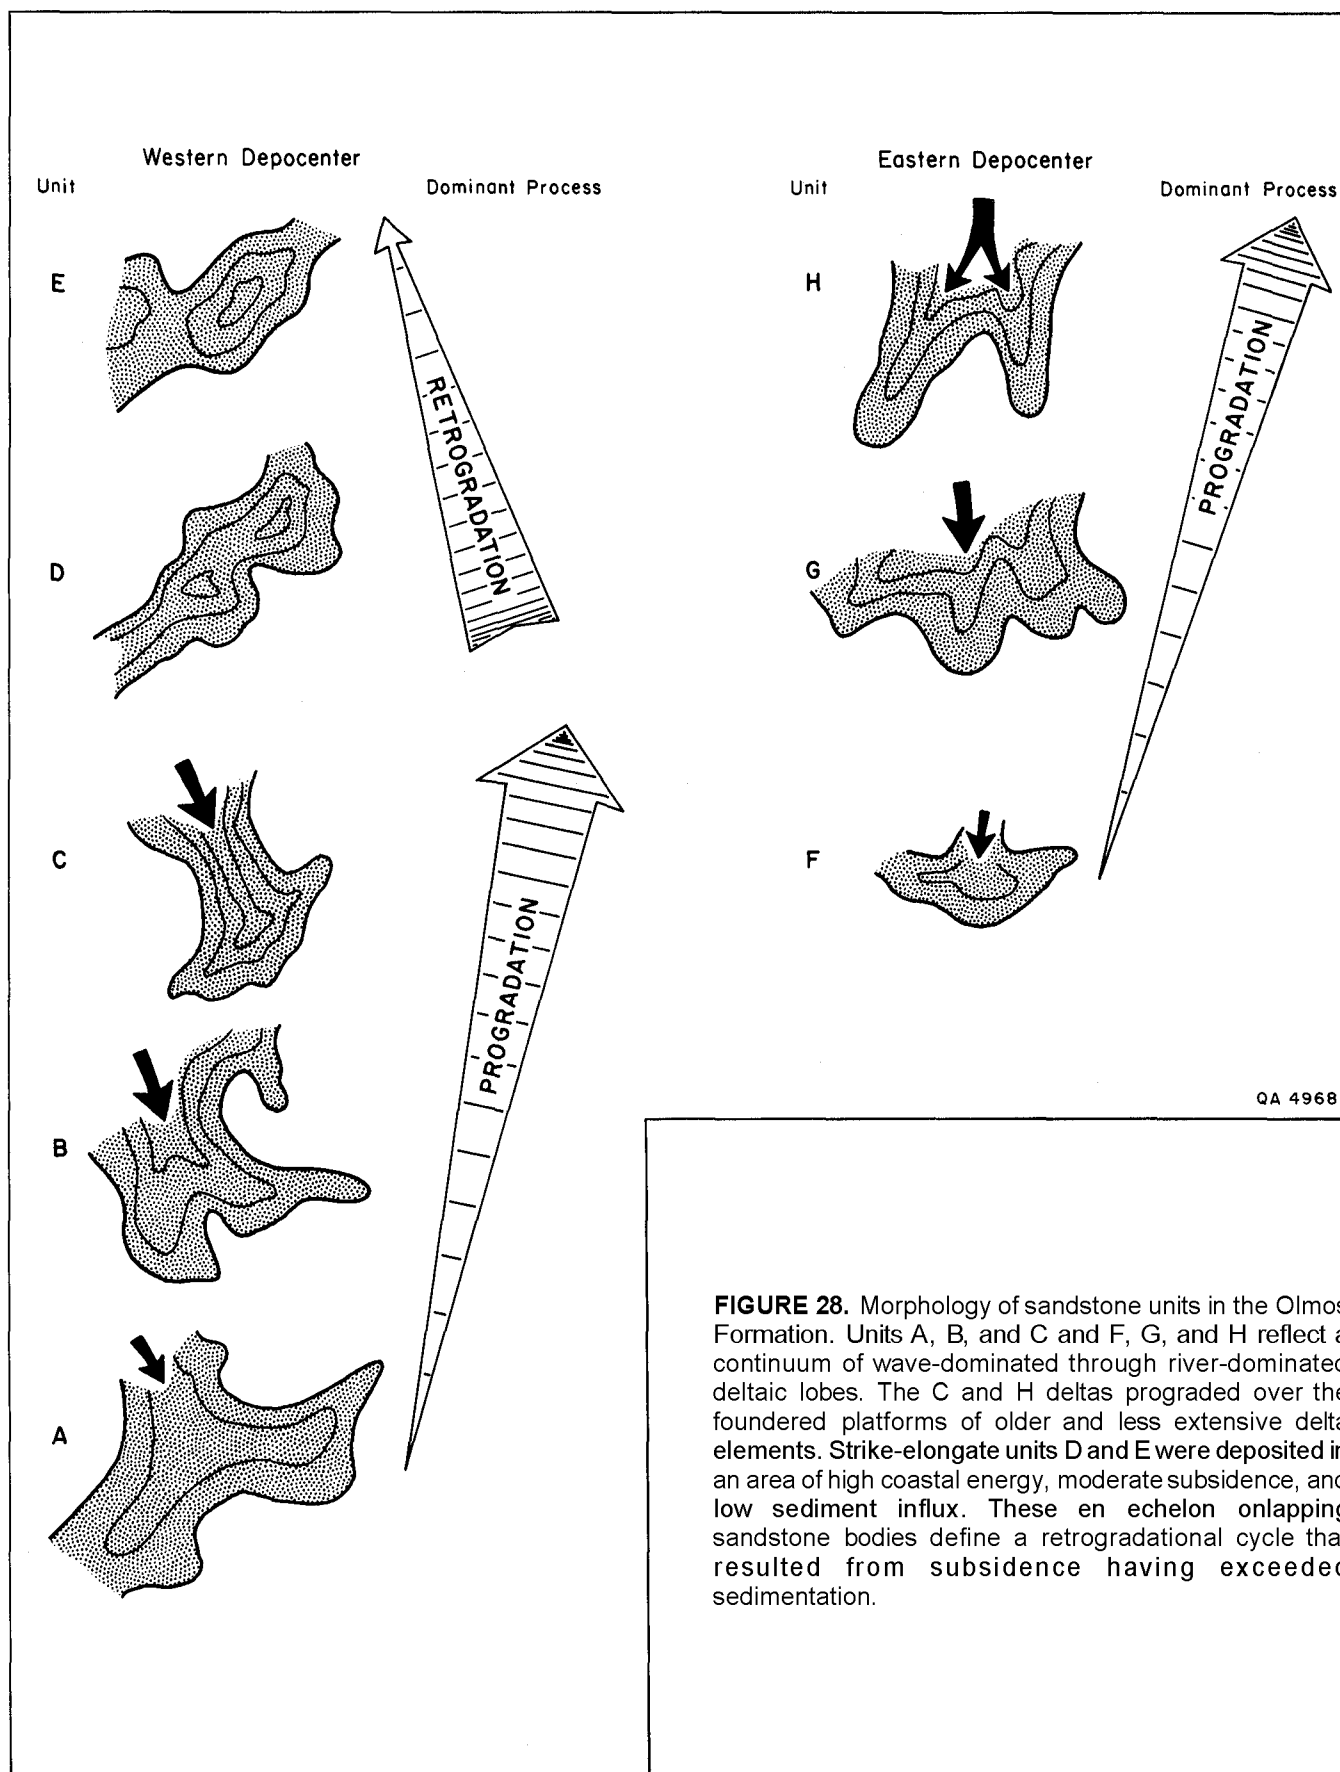 Western Depocenter
Unit
Dominant Process
E
RETROGRADATION
D
C
PROGRADATION
B
A
Eastern Depocenter
Unit
Dominant Process
H
PROGRADATION
G
F
QA 4968
FIGURE 28. Morphology of sandstone units in the Olmos
Formation. Units A, B, and C and F, G, and H reflect a
continuum of wave-dominated through river-dominated
deltaic lobes. The C and H deltas prograded over the
foundered platforms of older and less extensive delta
elements. Strike-elongate units D and E were deposited in
an area of high coastal energy, moderate subsidence, and
low sediment influx. These en echelon onlapping
sandstone bodies define a retrogradational cycle tha
resulted from subsidence having exceeded
sedimentation.